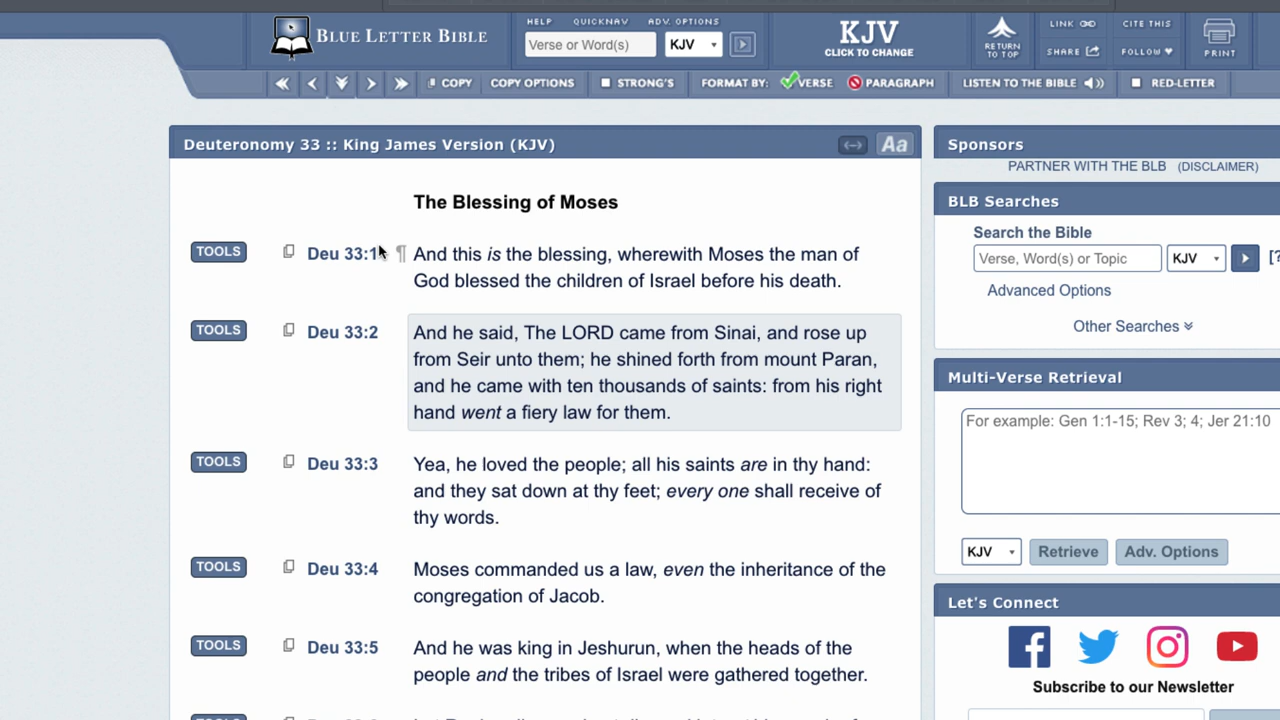 BLUE LETTER BIBLE
HELP QUICKNAV ADV. OPTIONS
Verse or Word(s) KJV
KJV
CLICK TO CHANGE
RETURN
TO TOP
LINK
SHARE
CITE THIS
FOLLOW
PRINT
COPY COPY OPTIONS STRONG'S FORMAT BY: VERSE PARAGRAPH LISTEN TO THE BIBLE RED-LETTER
Deuteronomy 33 :: King James Version (KJV)
Aa
The Blessing of Moses
TOOLS Deu 33:1 ¶ And this is the blessing, wherewith Moses the man of
God blessed the children of Israel before his death.
TOOLS Deu 33:2 And he said, The LORD came from Sinai, and rose up
from Seir unto them; he shined forth from mount Paran,
and he came with ten thousands of saints: from his right
hand went a fiery law for them.
TOOLS Deu 33:3 Yea, he loved the people; all his saints are in thy hand:
and they sat down at thy feet; every one shall receive of
thy words.
TOOLS Deu 33:4 Moses commanded us a law, even the inheritance of the
congregation of Jacob.
TOOLS Deu 33:5 And he was king in Jeshurun, when the heads of the
people and the tribes of Israel were gathered together.
Sponsors
PARTNER WITH THE BLB (DISCLAIMER)
BLB Searches
Search the Bible
Verse, Word(s) or Topic KJV [?
Advanced Options
Other Searches
Multi-Verse Retrieval
For example: Gen 1:1-15; Rev 3; 4; Jer 21:10
KJV Retrieve Adv. Options
Let's Connect
Subscribe to our Newsletter